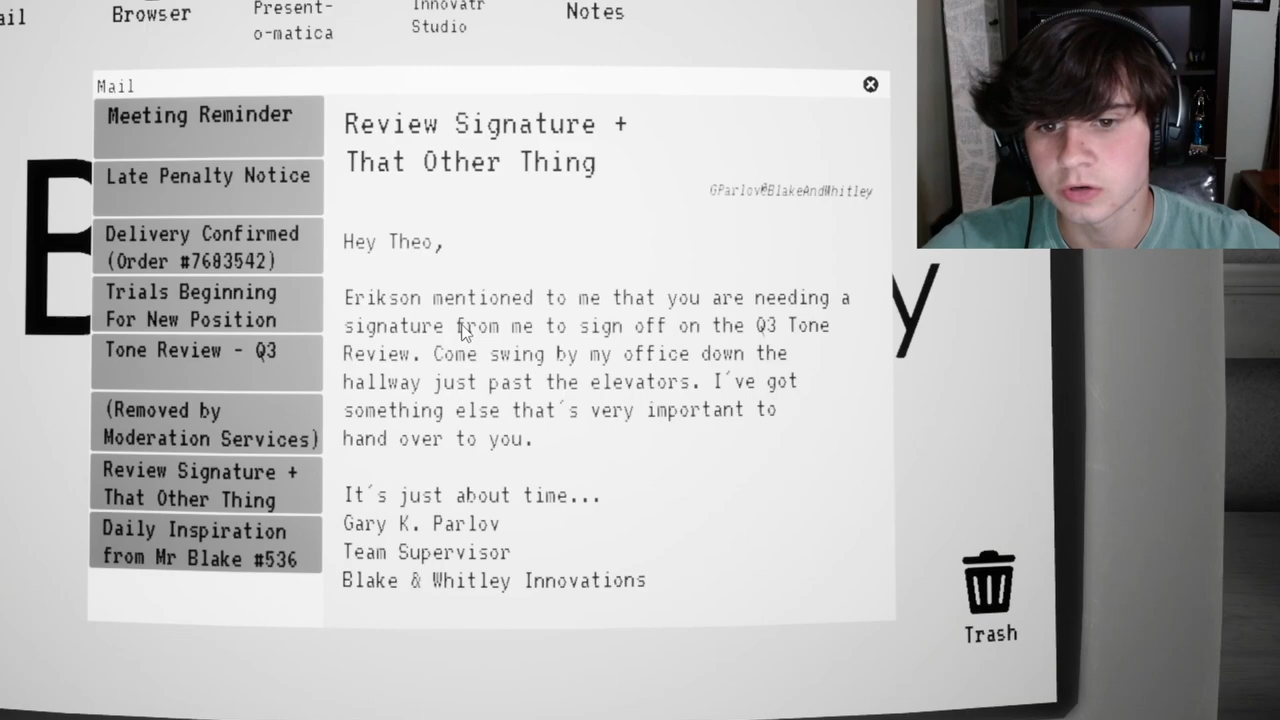 ail
Browser
Present-
o-matica
Innovatr
Studio
Notes
Mail
Meeting Reminder
Late Penalty Notice
Delivery Confirmed
(Order #7683542)
Trials Beginning
For New Position
Tone Review - Q3
(Removed by
Moderation Services)
Review Signature +
That Other Thing
Daily Inspiration
from Mr Blake #536
Review Signature +
That Other Thing
GParlov@BlakeAndWhitley
Hey Theo,
Erikson mentioned to me that you are needing a
signature from me to sign off on the Q3 Tone
Review. Come swing by my office down the
hallway just past the elevators. I´ve got
something else that´s very important to
hand over to you.
It´s just about time...
Gary K. Parlov
Team Supervisor
Blake & Whitley Innovations
B
y
Trash